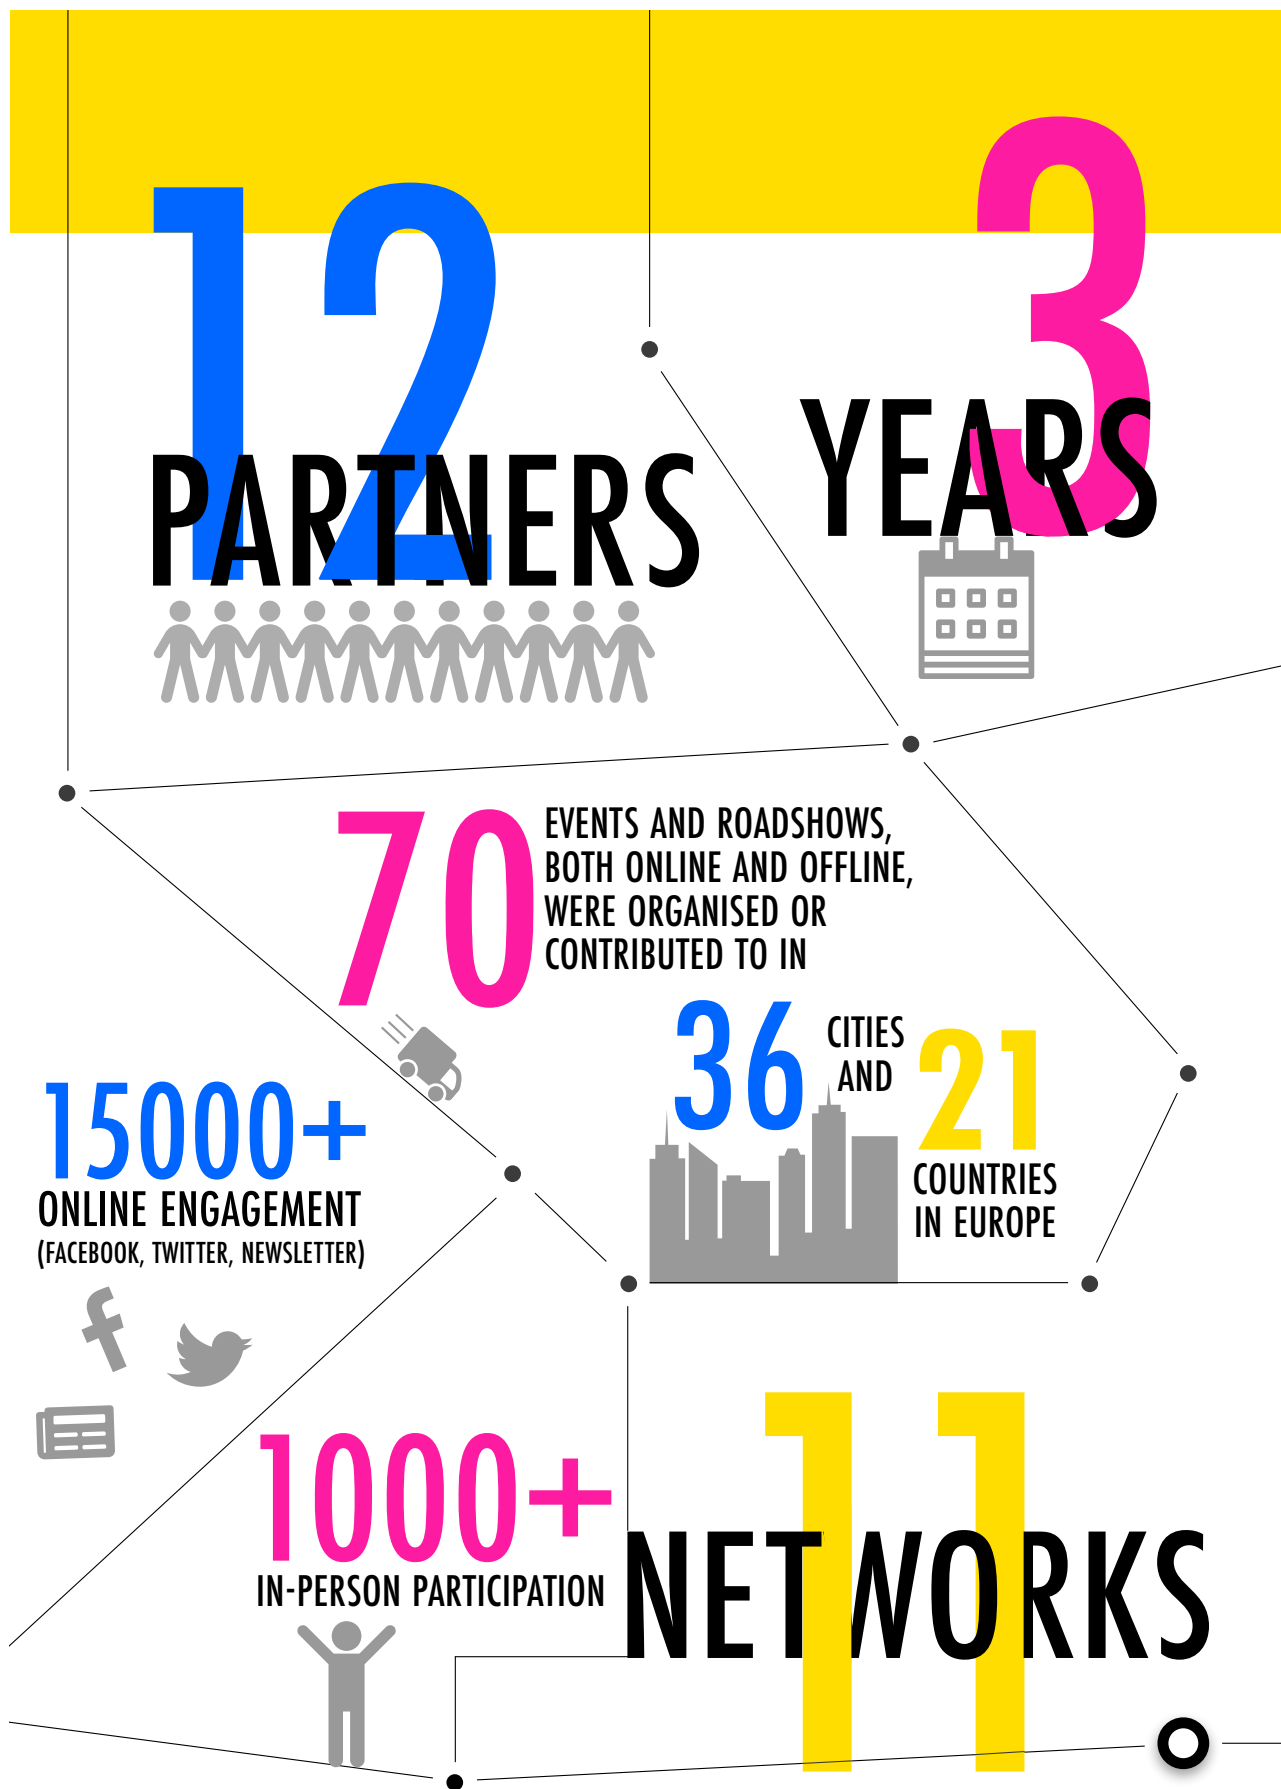 12
PARTNERS
3
YEARS
70
EVENTS AND ROADSHOWS,
BOTH ONLINE AND OFFLINE,
WERE ORGANISED OR
CONTRIBUTED TO IN
36
CITIES
AND
21
COUNTRIES
IN EUROPE
15000+
ONLINE ENGAGEMENT
(FACEBOOK, TWITTER, NEWSLETTER)
1000+
IN-PERSON PARTICIPATION
11
NETWORKS